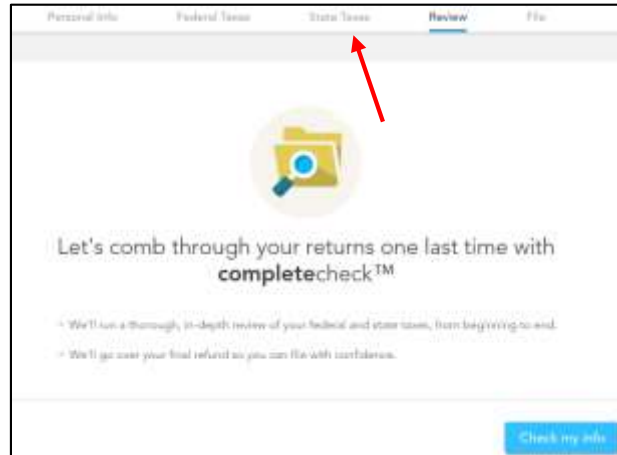 Personal Info Federal Taxes State Taxes Review File
Let's comb through your returns one last time with
completecheck™
We'll run a thorough, in-depth review of your federal and state taxes, from beginning to end.
We'll go over your final refund so you can file with confidence.
Check my info